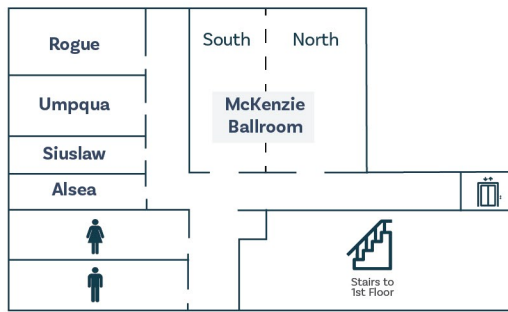 Rogue
South
North
Umpqua
McKenzie
Ballroom
Siuslaw
Alsea
Stairs to
1st Floor